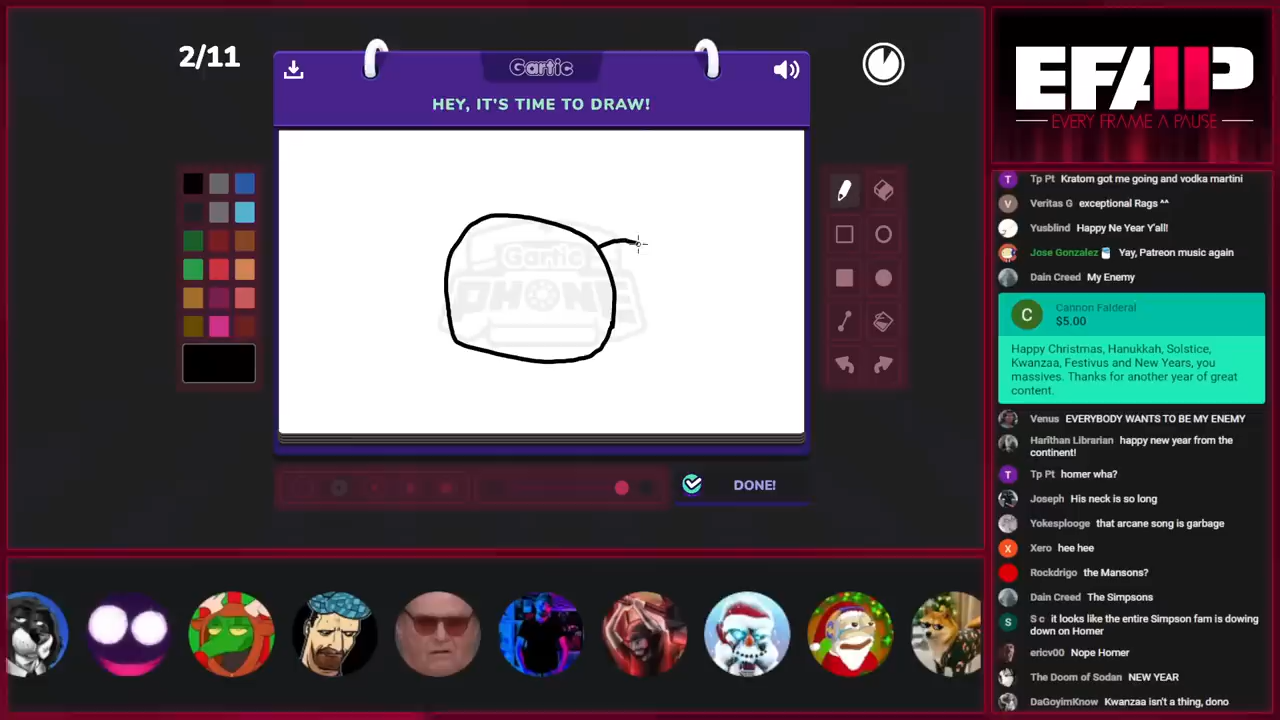 2/11
Gartic
HEY, IT'S TIME TO DRAW!
Gartic
PHONE
DONE!
EFAP
EVERY FRAME A PAUSE
Tp Pt Kratom got me going and vodka martini
Veritas G exceptional Rags ^^
Yusblind Happy Ne Year Y'all!
Jose Gonzalez Yay, Patreon music again
Dain Creed My Enemy
Cannon Falderal
$5.00
Happy Christmas, Hanukkah, Solstice,
Kwanzaa, Festivus and New Years, you
massives. Thanks for another year of great
content.
Venus EVERYBODY WANTS TO BE MY ENEMY
Harîthan Librarian happy new year from the
continent!
Tp Pt homer wha?
Joseph His neck is so long
Yokesplooge that arcane song is garbage
Xero hee hee
Rockdrigo the Mansons?
Dain Creed The Simpsons
S c it looks like the entire Simpson fam is dowing
down on Homer
ericv00 Nope Homer
The Doom of Sodan NEW YEAR
DaGoyimKnow Kwanzaa isn't a thing, dono